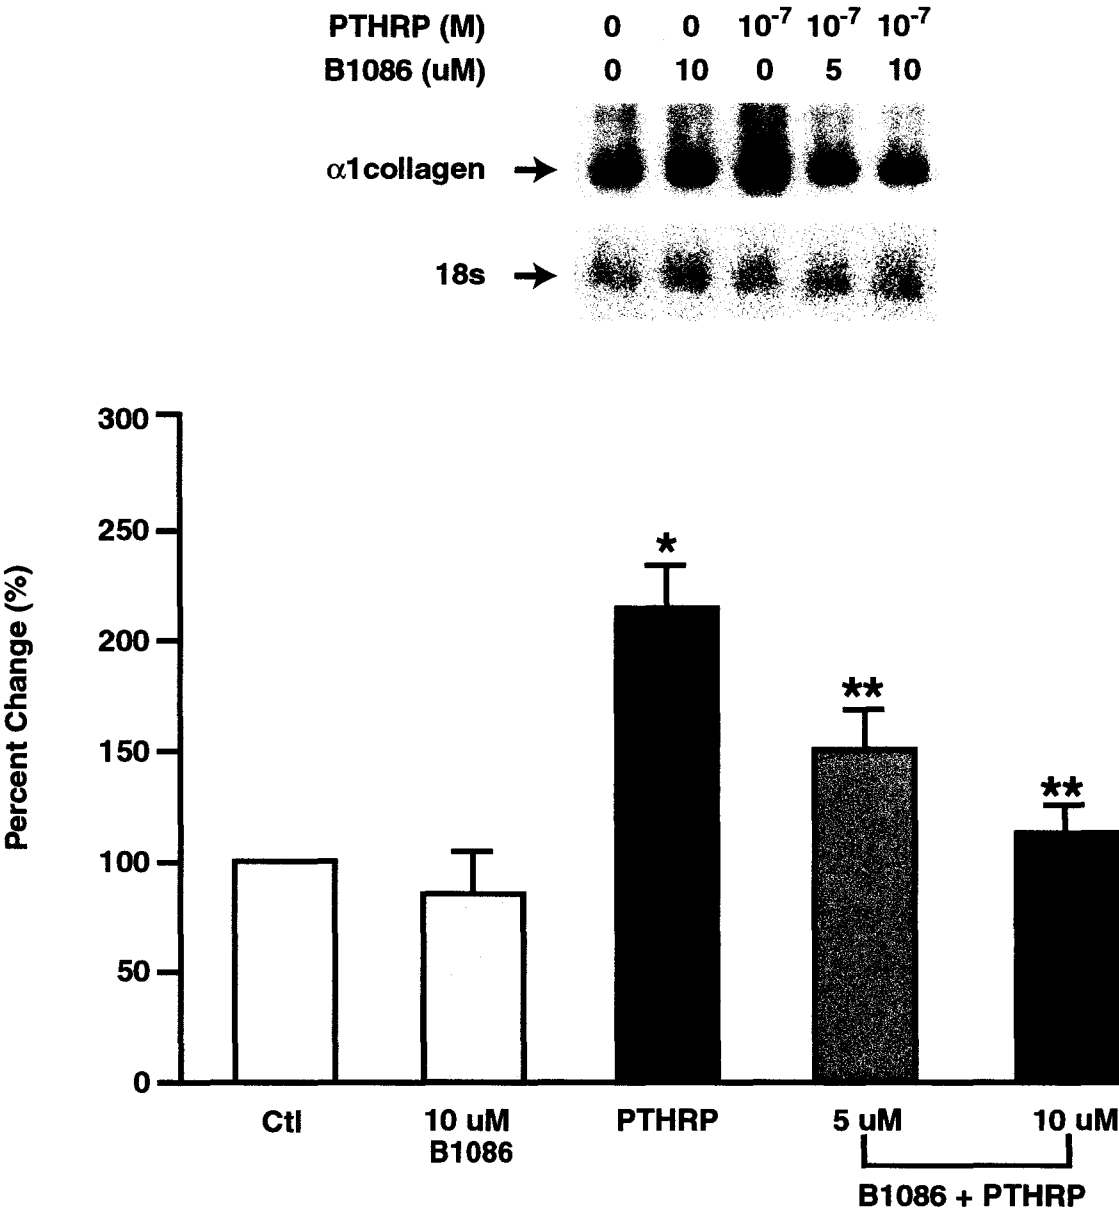 PTHRP (M) 0 0 10⁻⁷ 10⁻⁷ 10⁻⁷
B1086 (uM) 0 10 0 5 10
α1collagen
18s
300
250
200
150
100
50
0
Percent Change (%)
*
**
**
Ctl 10 uM PTHRP 5 uM 10 uM
B1086
B1086 + PTHRP